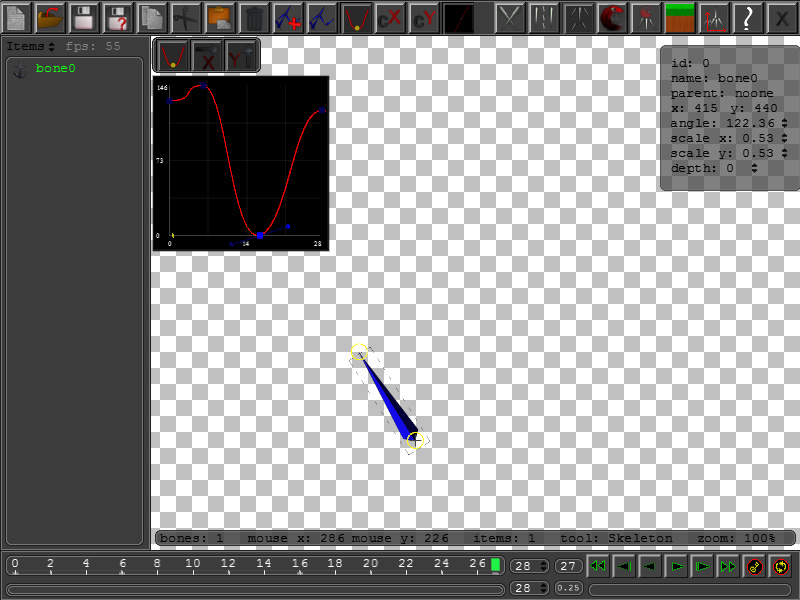 cX cY
X
Items fps: 55
bone0
X Y
146
73
0
0 14 28
id: 0
name: bone0
parent: noone
x: 415 y: 440
angle: 122.36
scale x: 0.53
scale y: 0.53
depth: 0
bones: 1 mouse x: 286 mouse y: 226 items: 1 tool: Skeleton zoom: 100%
0 2 4 6 8 10 12 14 16 18 20 22 24 26
28 27
28 0.25